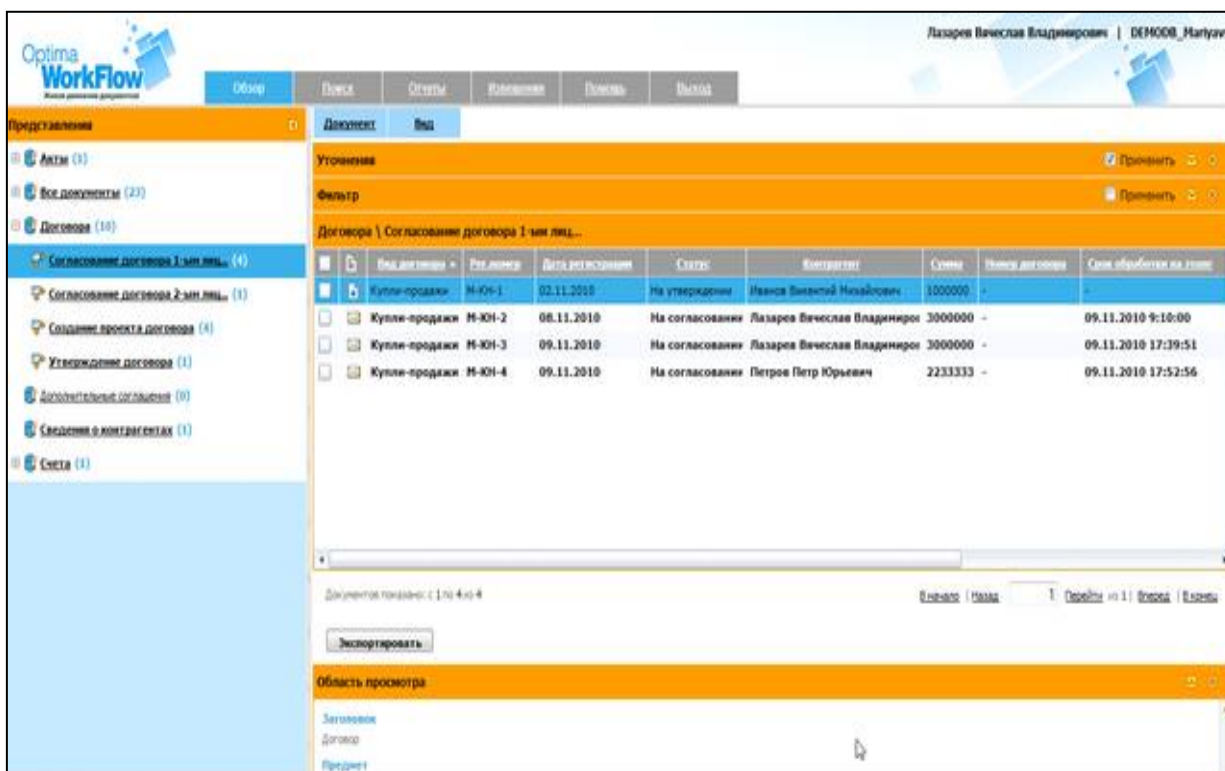 Лазарев Вячеслав Владимирович | DEMODB_Mariyav
Optima
WorkFlow
Обзор Поиск Отчеты Помощь Выход
Представления
Документ Вид
Акты (1)
Все документы (23)
Договора (10)
Согласование договора 1-ым лиц... (4)
Согласование договора 2-ым лиц... (1)
Создание проекта договора (4)
Утверждение договора (1)
Дополнительные соглашения (0)
Сведения о контрагентах (1)
Счета (1)
Уточнения Применить
Фильтр Применить
Договора \ Согласование договора 1-ым лиц...
Вид договора Рег.номер Дата регистрации Статус Контрагент Сумма Номер договора Срок обработки на этапе
Купли-продажи М-КН-1 02.11.2010 На утверждении Иванов Викентий Михайлович 1000000 - -
Купли-продажи М-КН-2 08.11.2010 На согласовании Лазарев Вячеслав Владимиров 3000000 - 09.11.2010 9:10:00
Купли-продажи М-КН-3 09.11.2010 На согласовании Лазарев Вячеслав Владимиров 3000000 - 09.11.2010 17:39:51
Купли-продажи М-КН-4 09.11.2010 На согласовании Петров Петр Юрьевич 2233333 - 09.11.2010 17:52:56
Документов показано: с 1 по 4 из 4
В начало | Назад 1 Перейти из 1 | Вперед | В конец
Экспортировать
Область просмотра
Заголовок
Договор
Предмет